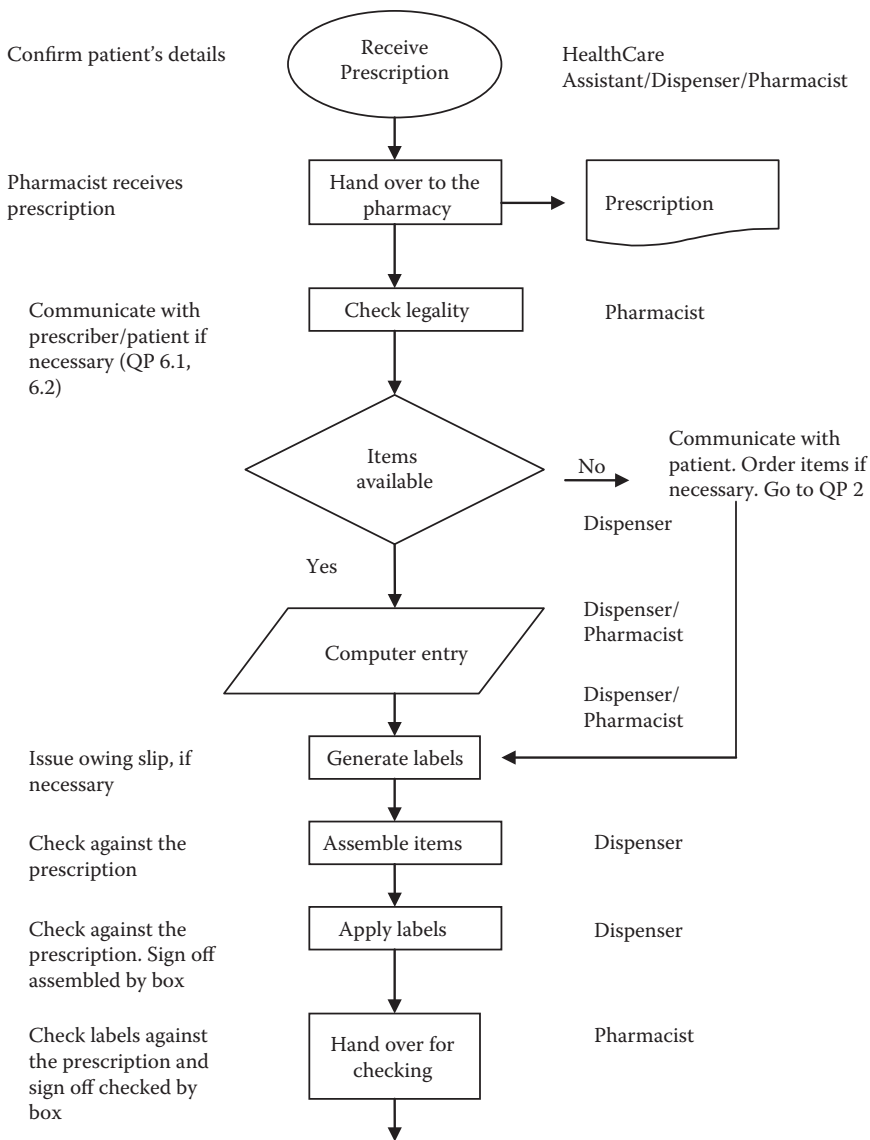 Confirm patient's details
Receive
Prescription
HealthCare
Assistant/Dispenser/Pharmacist
Pharmacist receives
prescription
Hand over to the
pharmacy
Prescription
Communicate with
prescriber/patient if
necessary (QP 6.1,
6.2)
Check legality
Pharmacist
Items
available
No
Communicate with
patient. Order items if
necessary. Go to QP 2
Dispenser
Yes
Computer entry
Dispenser/
Pharmacist
Dispenser/
Pharmacist
Issue owing slip, if
necessary
Generate labels
Check against the
prescription
Assemble items
Dispenser
Check against the
prescription. Sign off
assembled by box
Apply labels
Dispenser
Check labels against
the prescription and
sign off checked by
box
Hand over for
checking
Pharmacist